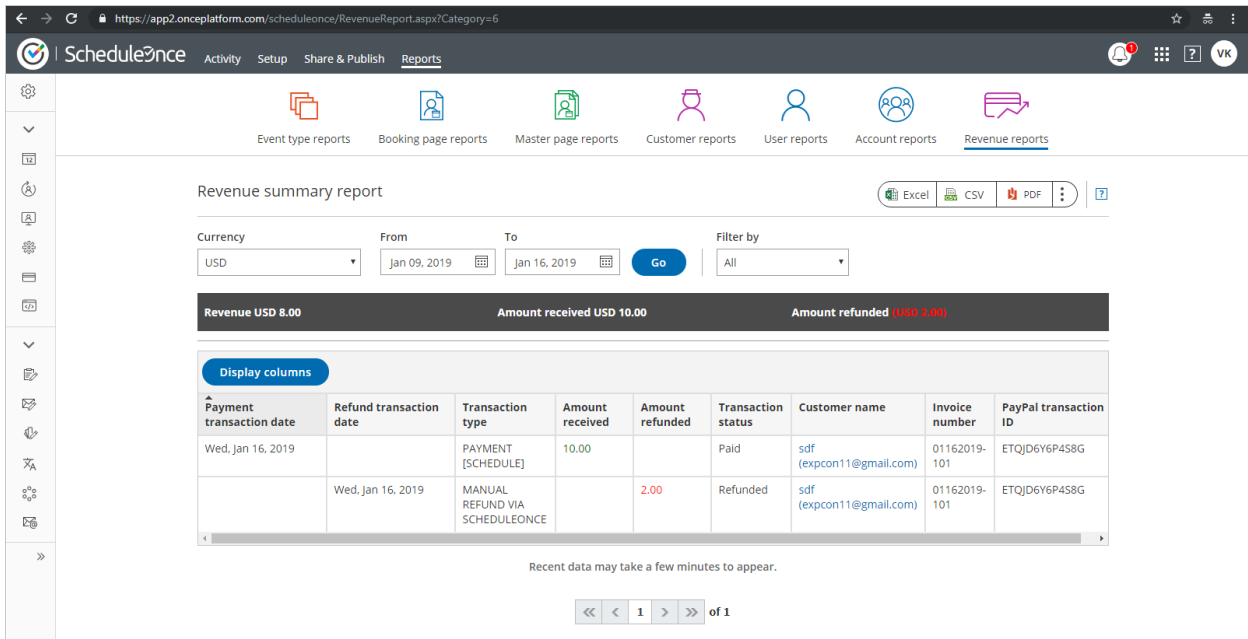 https://app2.onceplatform.com/scheduleonce/RevenueReport.aspx?Category=6
ScheduleOnce Activity Setup Share & Publish Reports 1 ? VK
Event type reports Booking page reports Master page reports Customer reports User reports Account reports Revenue reports
Revenue summary report Excel CSV PDF ?
Currency From To Filter by
USD Jan 09, 2019 Jan 16, 2019 Go All
Revenue USD 8.00 Amount received USD 10.00 Amount refunded (USD 2.00)
Display columns
Payment Refund transaction Transaction Amount Amount Transaction Customer name Invoice PayPal transaction
transaction date date type received refunded status number ID
Wed, Jan 16, 2019 PAYMENT 10.00 Paid sdf 01162019- ETQJD6Y6P4S8G
[SCHEDULE] (expcon11@gmail.com) 101
Wed, Jan 16, 2019 MANUAL 2.00 Refunded sdf 01162019- ETQJD6Y6P4S8G
REFUND VIA (expcon11@gmail.com) 101
SCHEDULEONCE
Recent data may take a few minutes to appear.
1 of 1
12